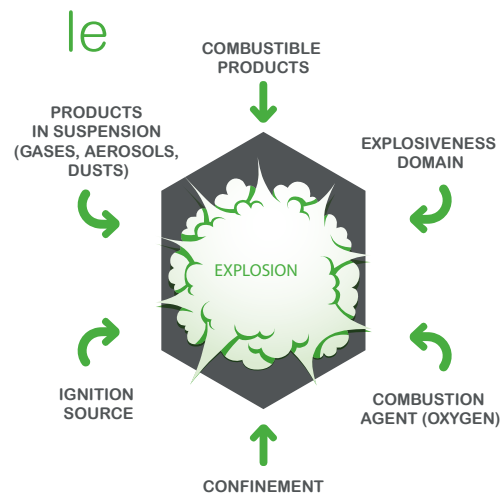 le
COMBUSTIBLE
PRODUCTS
PRODUCTS
IN SUSPENSION
(GASES, AEROSOLS,
DUSTS)
EXPLOSIVENESS
DOMAIN
EXPLOSION
IGNITION
SOURCE
COMBUSTION
AGENT (OXYGEN)
CONFINEMENT